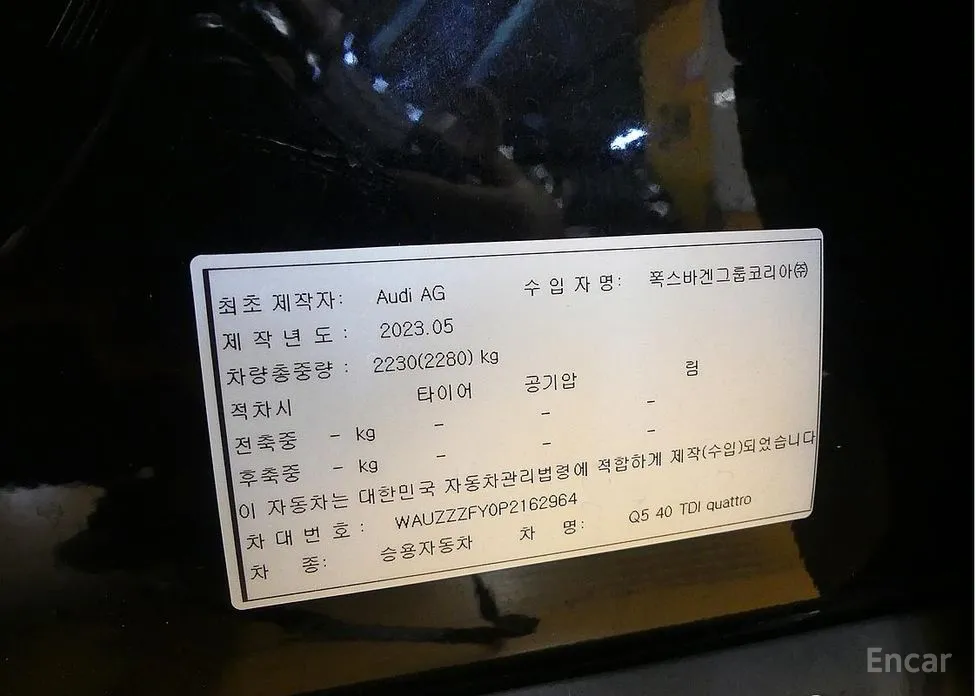 최초 제작자: Audi AG 수 입 자 명: 폭스바겐그룹코리아㈜
제 작 년 도 : 2023.05
차량총중량 : 2230(2280) kg
적차시 타이어 공기압 림
전축중 - kg - - -
후축중 - kg - - -
이 자동차는 대한민국 자동차관리법령에 적합하게 제작(수입)되었습니다
차 대 번 호 : WAUZZZFY0P2162964
차 종: 승용자동차 차 명: Q5 40 TDI quattro
Encar